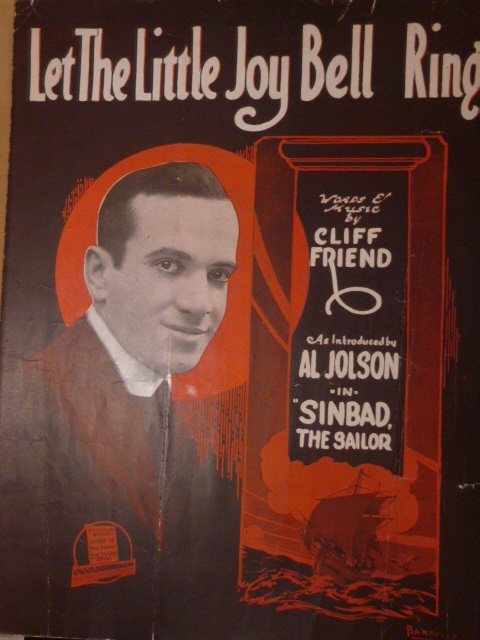 Let The Little Joy Bell Ring
Words &
Music
by
CLIFF
FRIEND
As Introduced by
AL JOLSON
-IN-
"SINBAD,
THE SAILOR